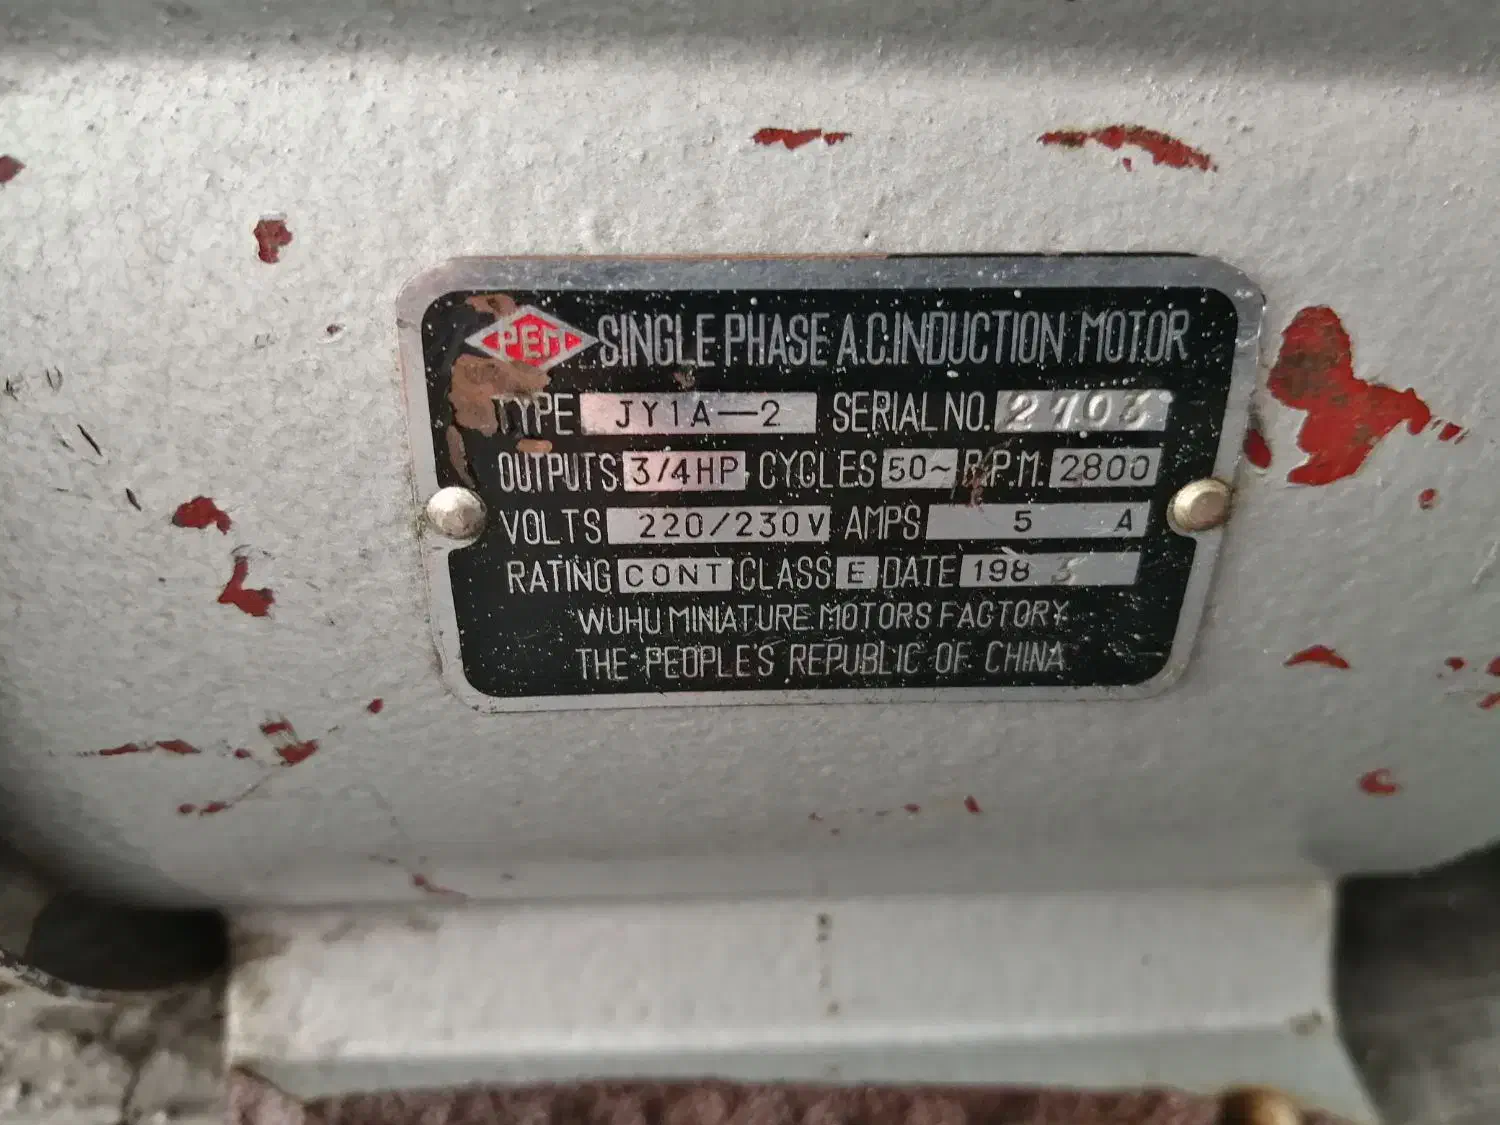 PEM SINGLE PHASE A.C. INDUCTION MOTOR
TYPE JY1A—2 SERIAL NO.
OUTPUTS 3/4HP CYCLES 50~ R.P.M. 2800
VOLTS 220/230V AMPS 5 A
RATING CONT CLASS E DATE 198
WUHU MINIATURE MOTORS FACTORY
THE PEOPLE'S REPUBLIC OF CHINA